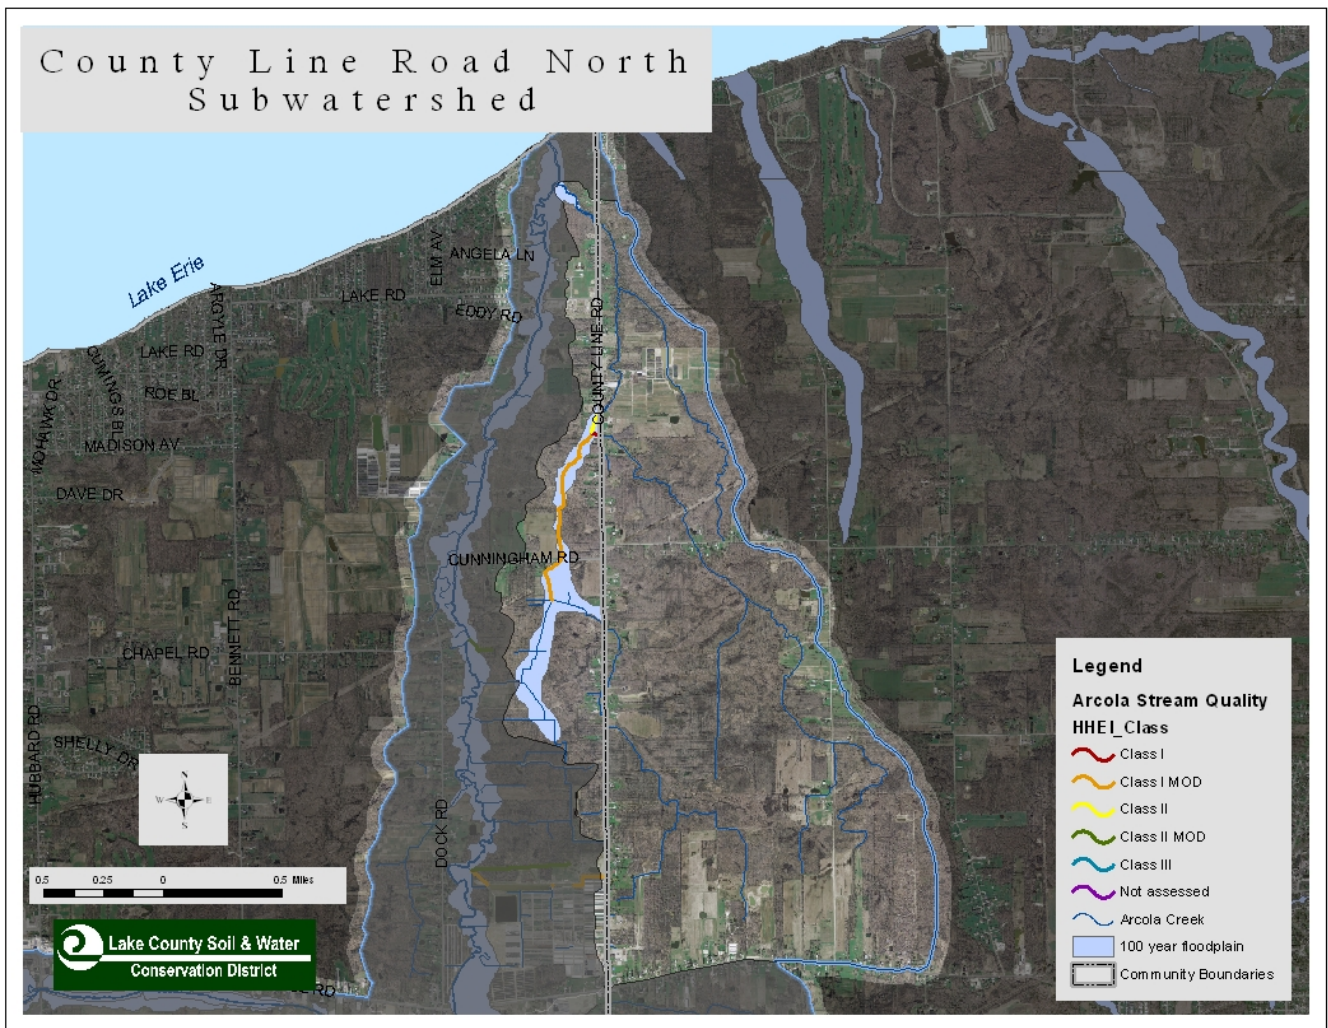 County Line Road North
Subwatershed
Lake Erie
ELM AV
ANGELA LN
LAKE RD
EDDY RD
ARGYLE DR
COUNTY LINE RD
LAKE RD
CUMINGS BL
ROE BL
MOHAWK DR
MADISON AV
DAVE DR
CUNNINGHAM RD
BENNETT RD
CHAPEL RD
HUBBARD RD
SHELLY DR
DOCK RD
N
W E
S
0.5 0.25 0 0.5 Miles
Lake County Soil & Water
Conservation District
RD
Legend
Arcola Stream Quality
HHEI_Class
Class I
Class I MOD
Class II
Class II MOD
Class III
Not assessed
Arcola Creek
100 year floodplain
Community Boundaries